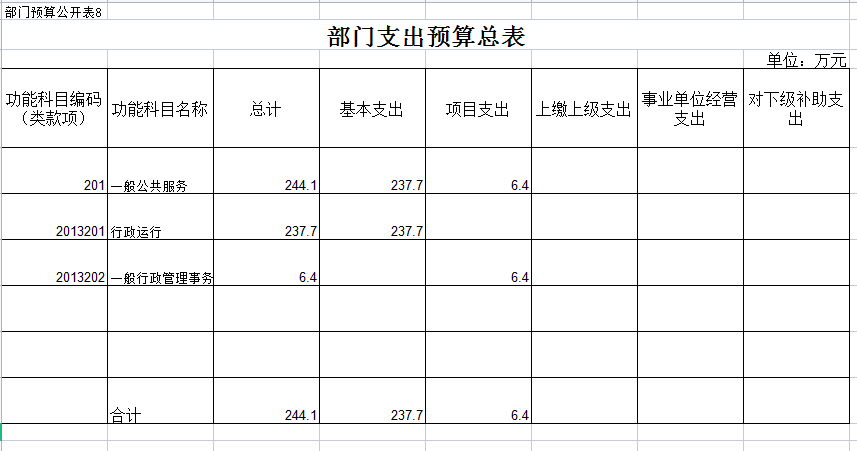 部门预算公开表8
部门支出预算总表
单位：万元
功能科目编码（类款项） 功能科目名称 总计 基本支出 项目支出 上缴上级支出 事业单位经营支出 对下级补助支出
201 一般公共服务 244.1 237.7 6.4
2013201 行政运行 237.7 237.7
2013202 一般行政管理事务 6.4 6.4
合计 244.1 237.7 6.4